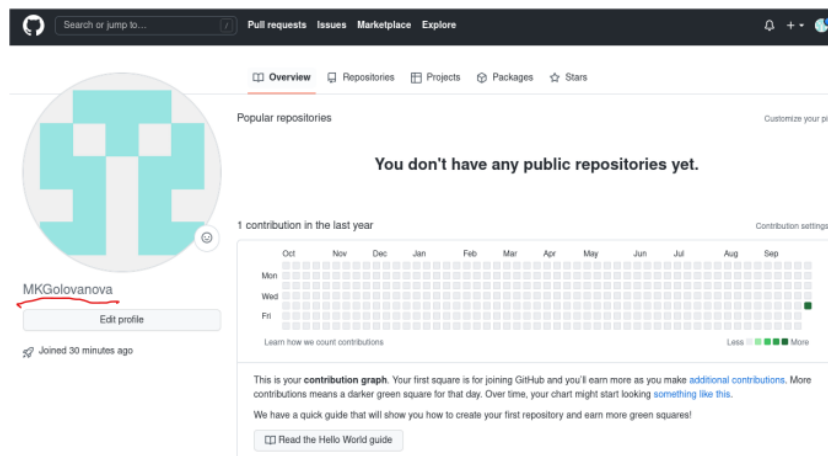 Search or jump to... /
Pull requests Issues Marketplace Explore
Overview Repositories Projects Packages Stars
Popular repositories
Customize your pi
You don't have any public repositories yet.
1 contribution in the last year
Contribution settings
Oct Nov Dec Jan Feb Mar Apr May Jun Jul Aug Sep
Mon
Wed
Fri
Learn how we count contributions
Less More
MKGolovanova
Edit profile
Joined 30 minutes ago
This is your contribution graph. Your first square is for joining GitHub and you'll earn more as you make additional contributions. More
contributions means a darker green square for that day. Over time, your chart might start looking something like this.
We have a quick guide that will show you how to create your first repository and earn more green squares!
Read the Hello World guide